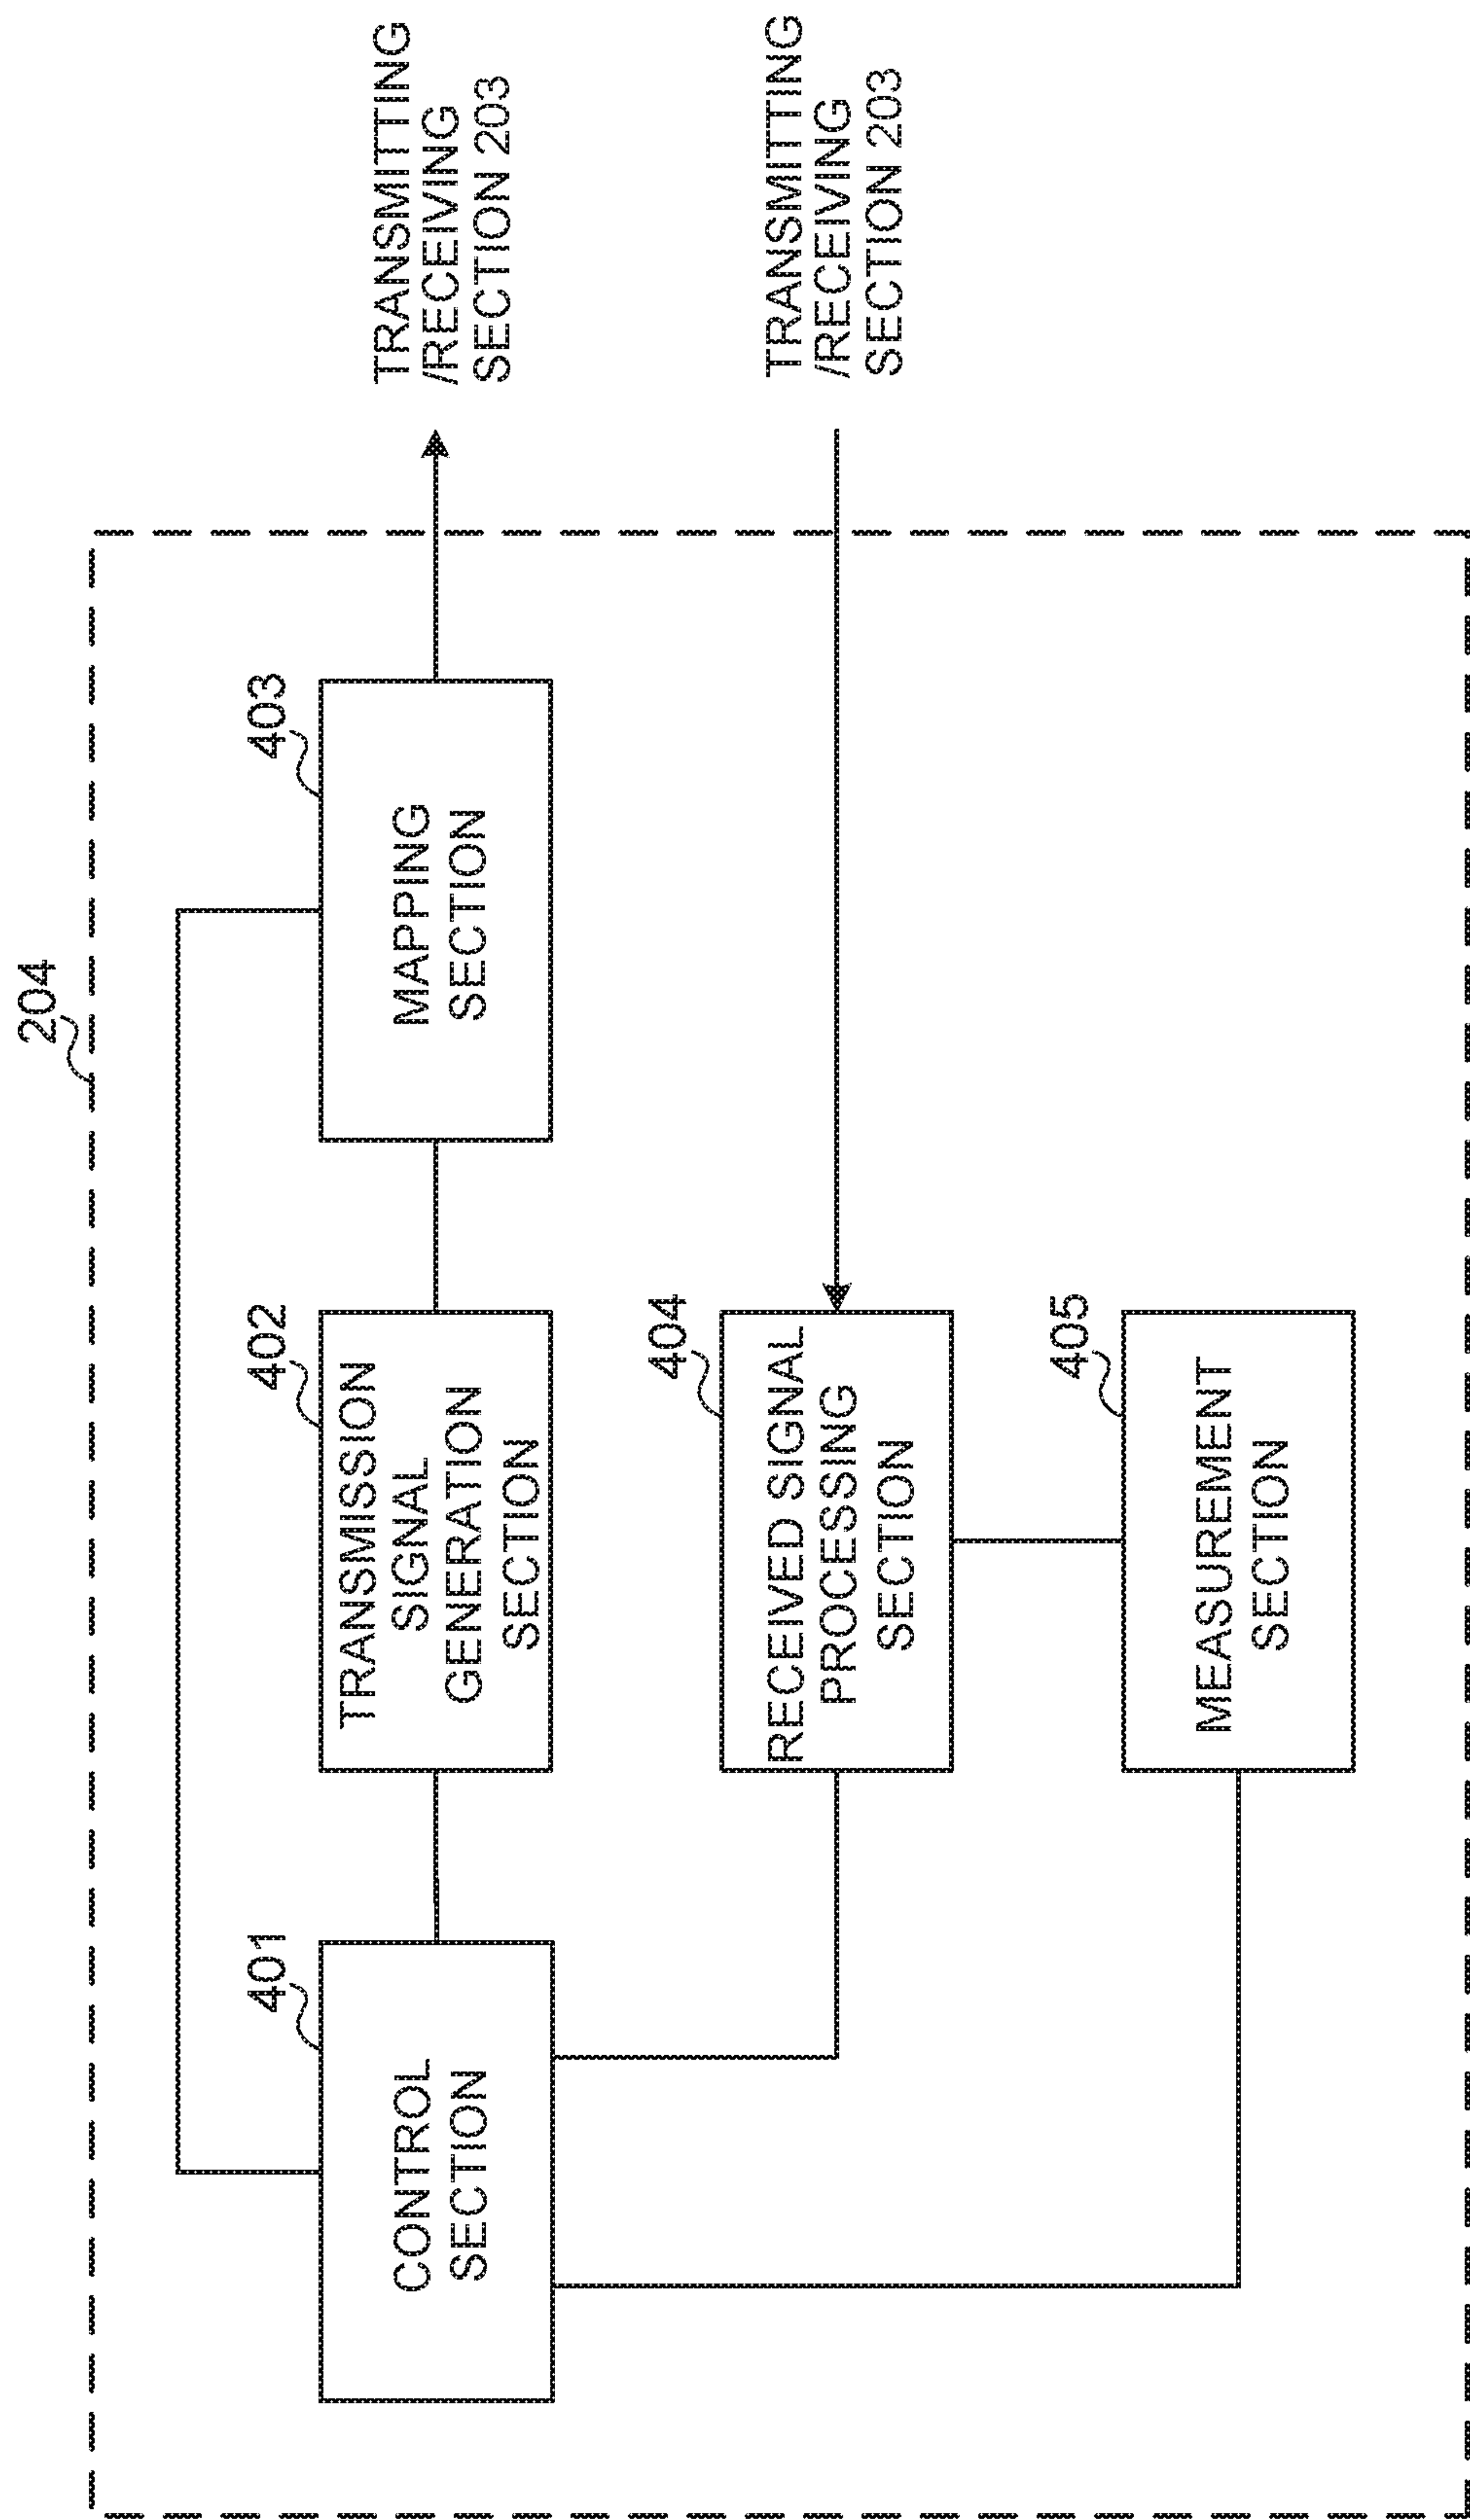 204
401
CONTROL
SECTION
402
TRANSMISSION
SIGNAL
GENERATION
SECTION
403
MAPPING
SECTION
TRANSMITTING
/RECEIVING
SECTION 203
404
RECEIVED SIGNAL
PROCESSING
SECTION
TRANSMITTING
/RECEIVING
SECTION 203
405
MEASUREMENT
SECTION